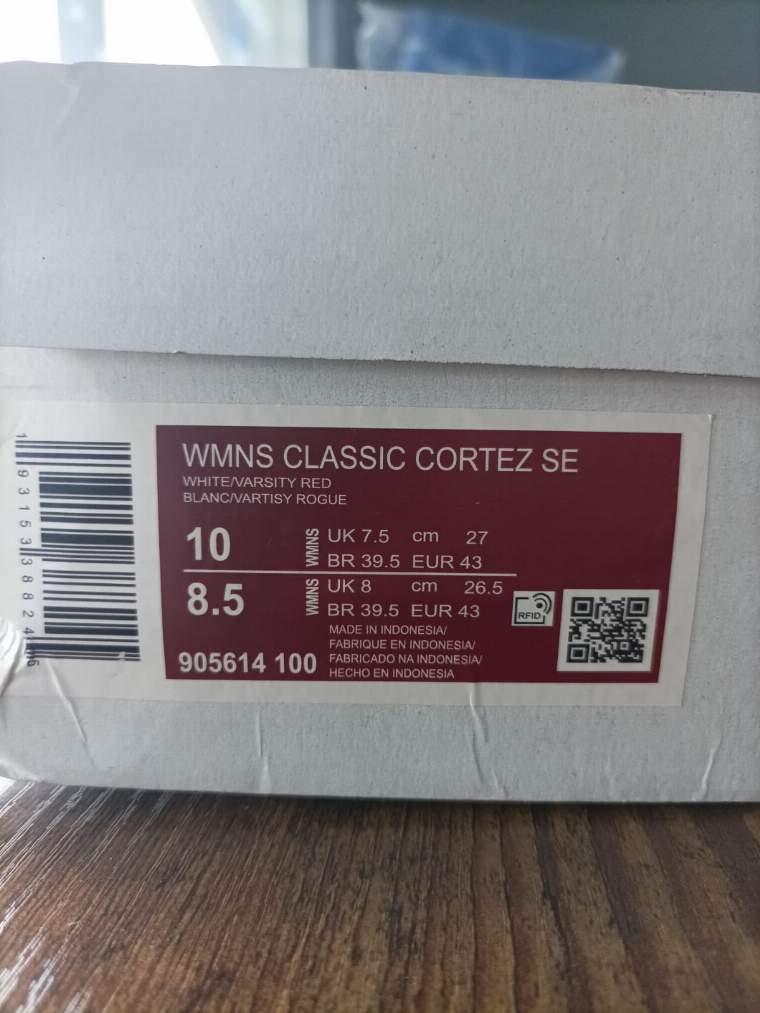 WMNS CLASSIC CORTEZ SE
WHITE/VARSITY RED
BLANC/VARTISY ROGUE
10 WMNS UK 7.5 cm 27
BR 39.5 EUR 43
8.5 WMNS UK 8 cm 26.5
BR 39.5 EUR 43
RFID
MADE IN INDONESIA/
FABRIQUE EN INDONESIA/
905614 100 FABRICADO NA INDONESIA/
HECHO EN INDONESIA